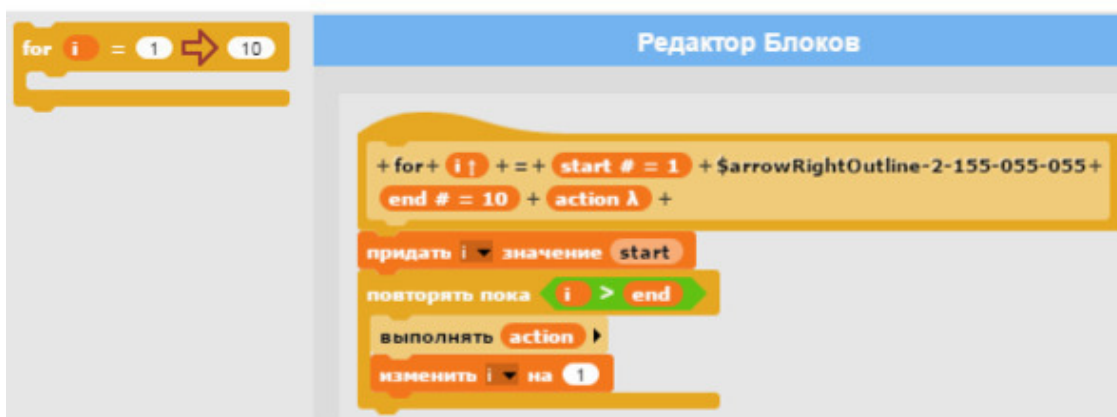 for i = 1 10
Редактор Блоков
+ for + i ↑ + = + start # = 1 + $arrowRightOutline-2-155-055-055 +
end # = 10 + action λ +
придать i значение start
повторять пока i > end
выполнять action
изменить i на 1